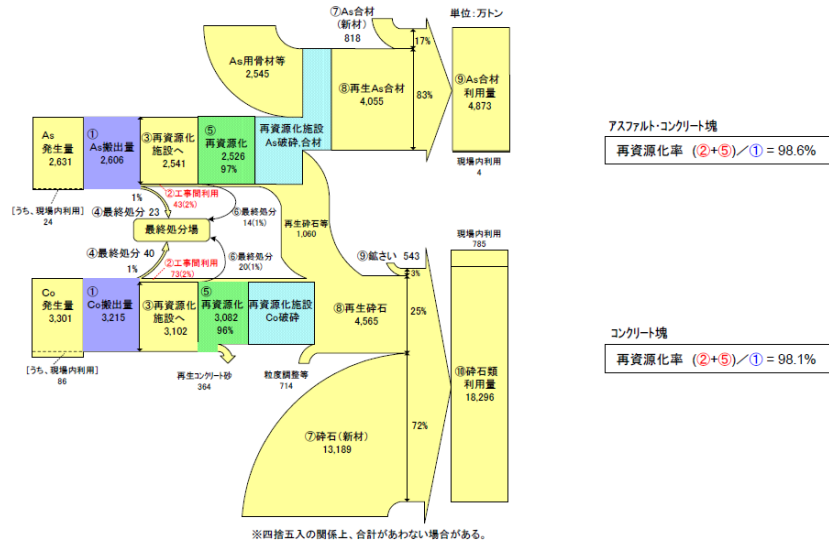 ⑦As合材
(新材)
818
単位:万トン
17%
As用骨材等
2,545
⑧再生As合材
4,055
83%
⑨As合材
利用量
4,873
As
発生量
2,631
①
As搬出量
2,606
③再資源化
施設へ
2,541
⑤
再資源化
2,526
97%
再資源化施設
As破砕,合材
アスファルト・コンクリート塊
再資源化率 (②+⑤)/① = 98.6%
現場内利用
4
[うち、現場内利用]
24
1%
②工事間利用
43(2%)
④最終処分 23
⑥最終処分
14(1%)
最終処分場
再生砕石等
1,060
現場内利用
785
④最終処分 40
1%
②工事間利用
73(2%)
⑥最終処分
20(1%)
⑨鉱さい 543
3%
Co
発生量
3,301
①
Co搬出量
3,215
③再資源化
施設へ
3,102
⑤
再資源化
3,082
96%
再資源化施設
Co破砕
⑧再生砕石
4,565
25%
コンクリート塊
再資源化率 (②+⑤)/① = 98.1%
[うち、現場内利用]
86
再生コンクリート砂
364
粒度調整等
714
⑩砕石類
利用量
18,296
⑦砕石(新材)
13,189
72%
※四捨五入の関係上、合計があわない場合がある。